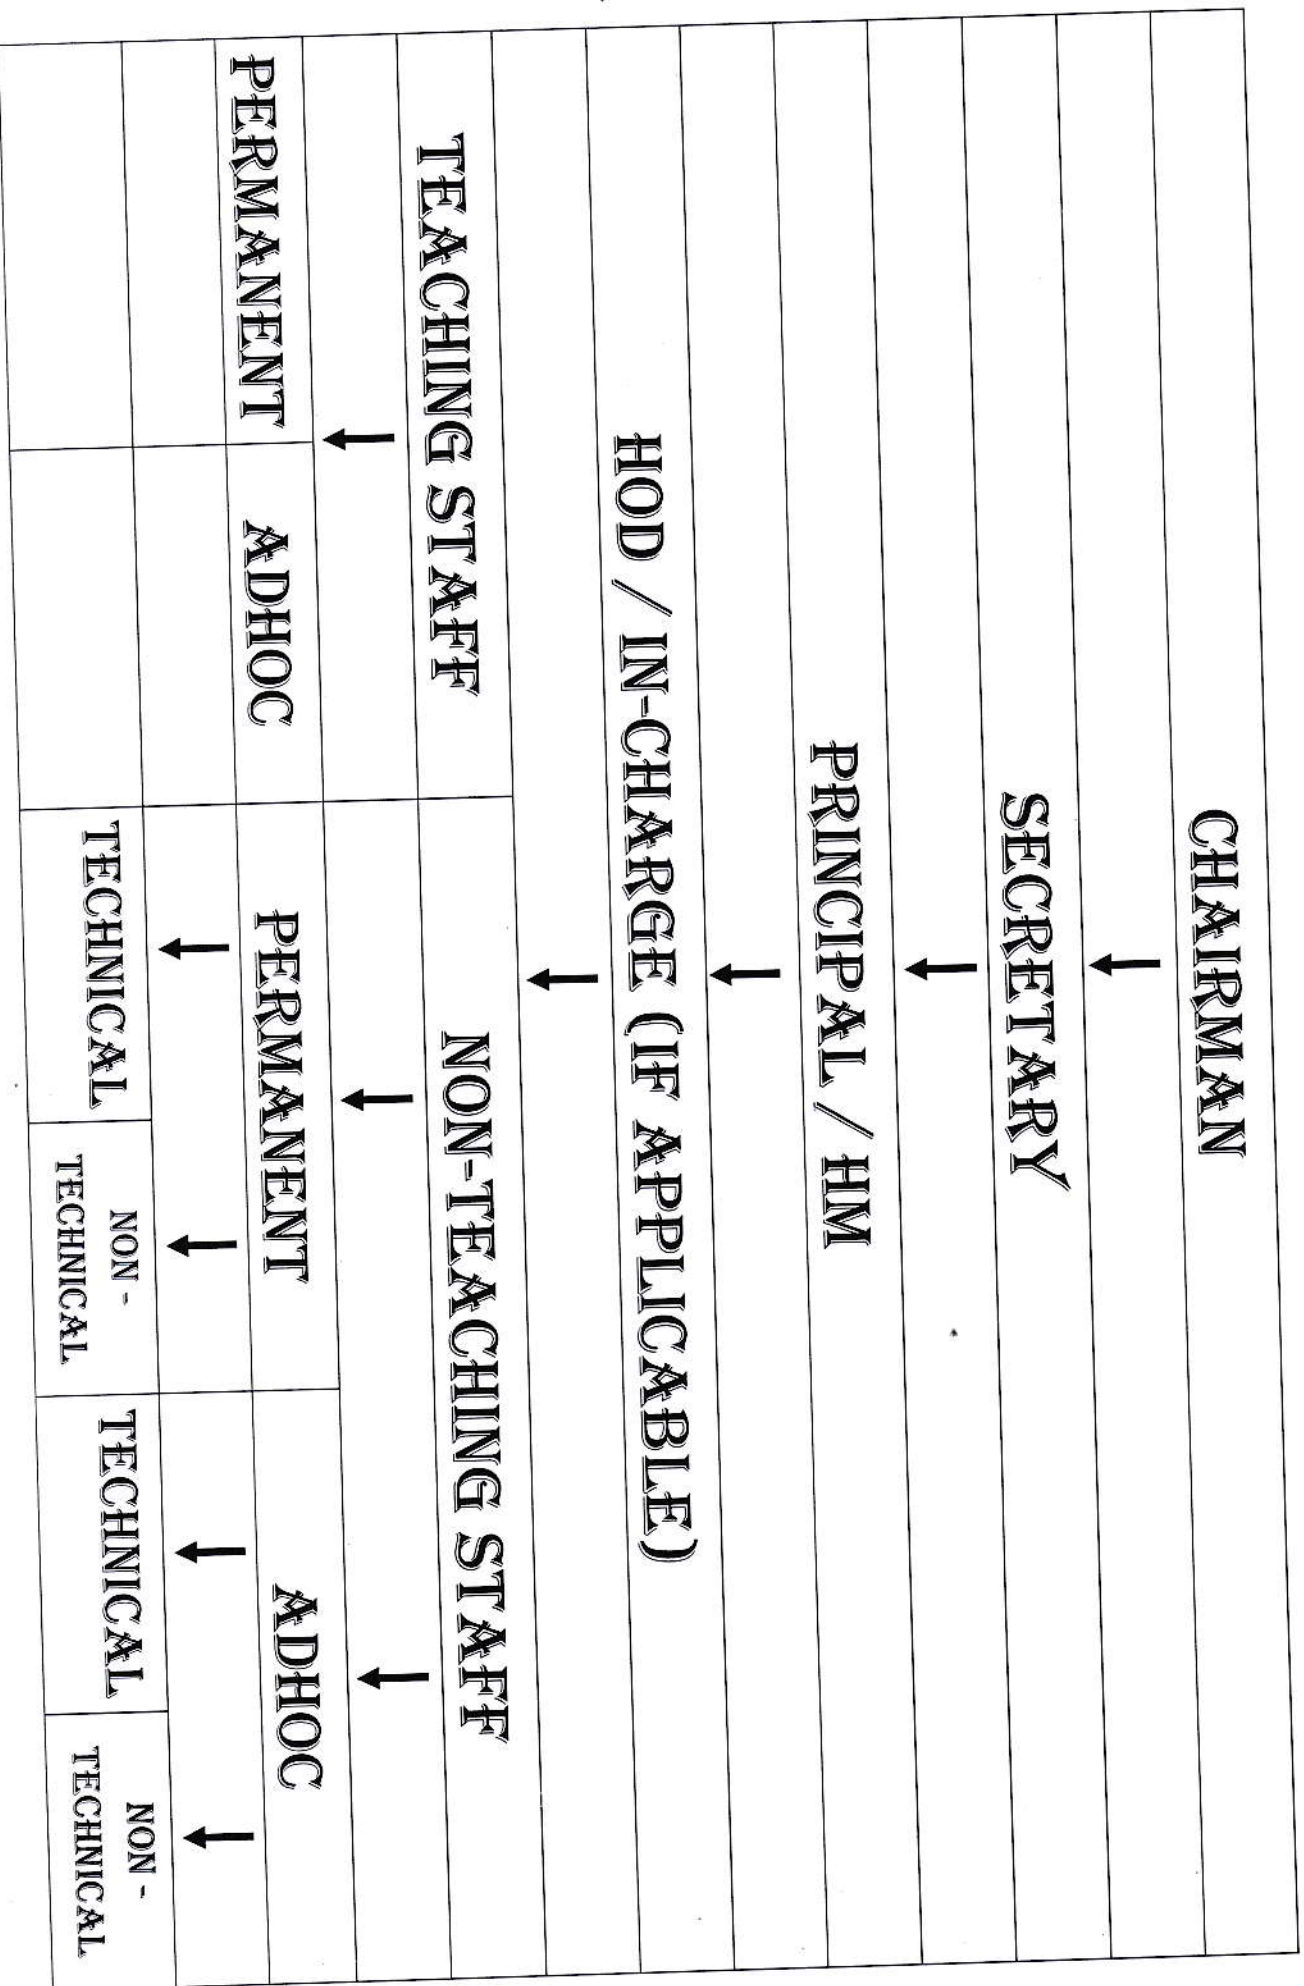 CHAIRMAN
SECRETARY
PRINCIPAL / HM
HOD / IN-CHARGE (IF APPLICABLE)
TEACHING STAFF
NON-TEACHING STAFF
PERMANENT
ADHOC
PERMANENT
ADHOC
TECHNICAL
NON -
TECHNICAL
TECHNICAL
NON -
TECHNICAL